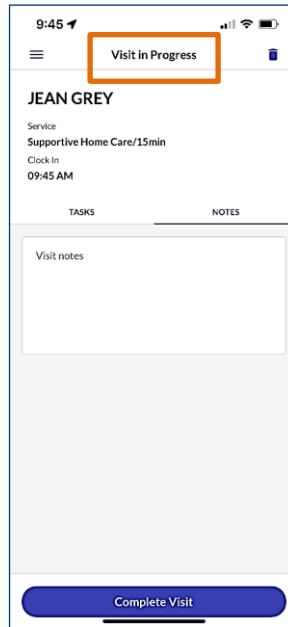 9:45
Visit in Progress
JEAN GREY
Service
Supportive Home Care/15min
Clock In
09:45 AM
TASKS NOTES
Visit notes
Complete Visit